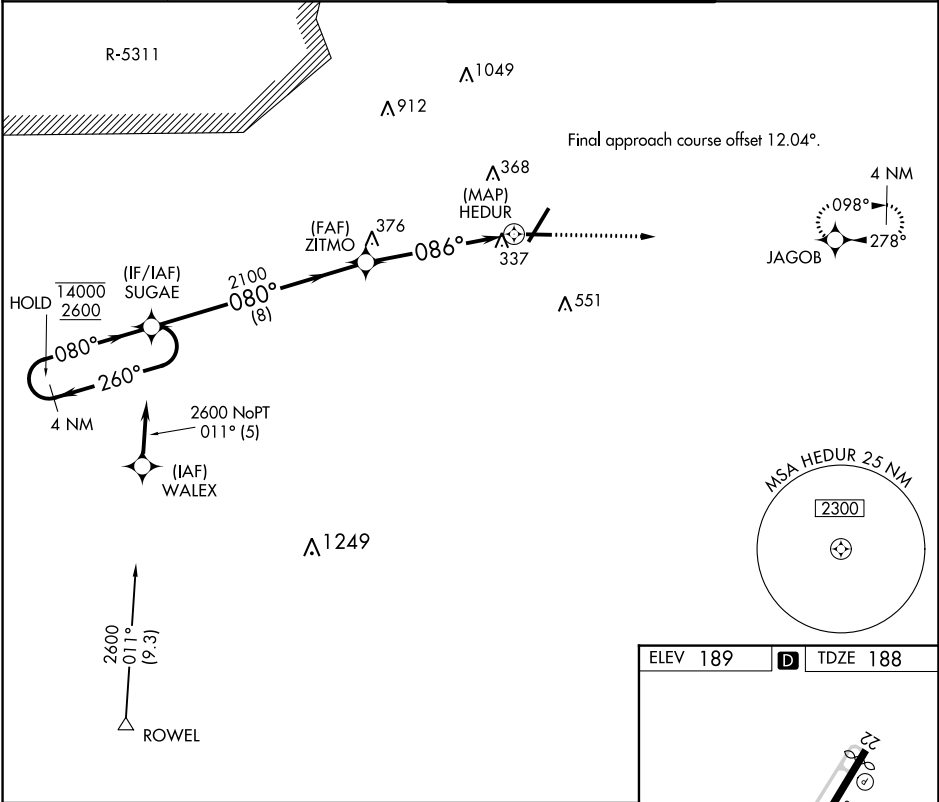 R-5311
1049
912
Final approach course offset 12.04°.
368
4 NM
(MAP)
HEDUR
098°
376
(FAF)
ZITMO
086°
337
278°
JAGOB
(IF/IAF)
SUGAE
2100
080°
(8)
HOLD
14000
2600
551
080°
260°
4 NM
2600 NoPT
011° (5)
(IAF)
WALEX
MSA HEDUR 25 NM
2300
1249
2600
011°
(9.3)
ROWEL
ELEV 189
D
TDZE 188
22
P